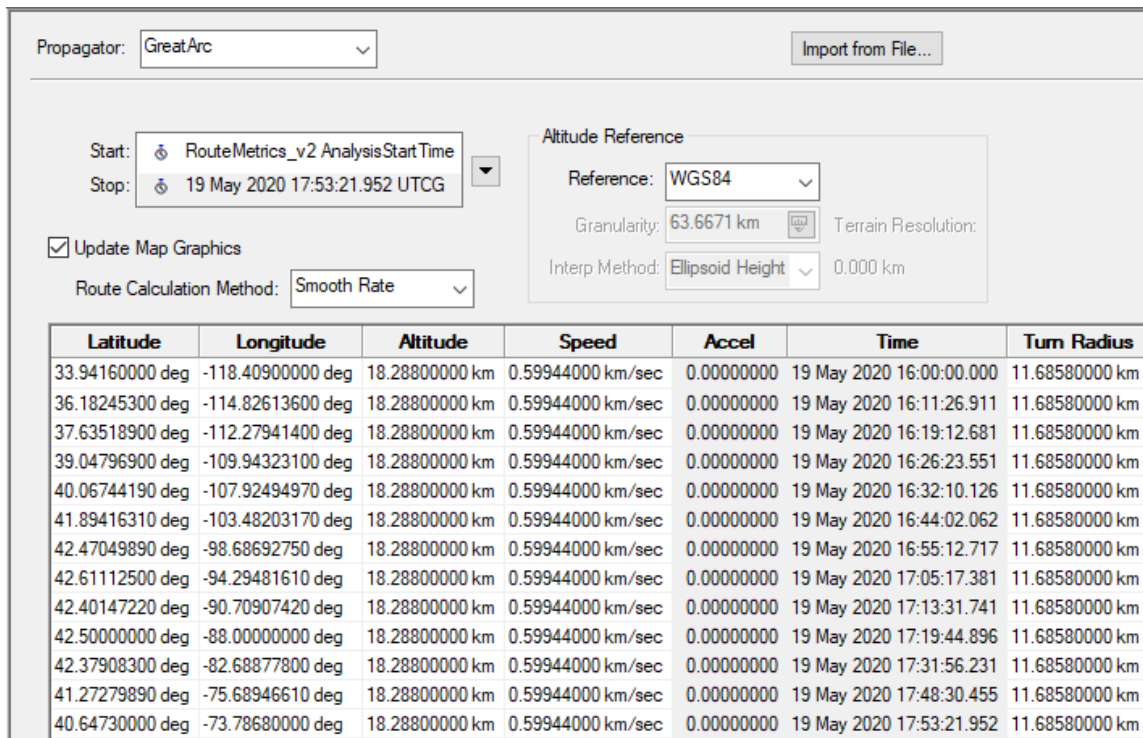 Propagator: GreatArc Import from File...
Altitude Reference
Start: RouteMetrics_v2 AnalysisStartTime
Stop: 19 May 2020 17:53:21.952 UTCG
Reference: WGS84
Granularity: 63.6671 km Terrain Resolution:
Update Map Graphics
Interp Method: Ellipsoid Height 0.000 km
Route Calculation Method: Smooth Rate
Latitude Longitude Altitude Speed Accel Time Turn Radius
33.94160000 deg -118.40900000 deg 18.28800000 km 0.59944000 km/sec 0.00000000 19 May 2020 16:00:00.000 11.68580000 km
36.18245300 deg -114.82613600 deg 18.28800000 km 0.59944000 km/sec 0.00000000 19 May 2020 16:11:26.911 11.68580000 km
37.63518900 deg -112.27941400 deg 18.28800000 km 0.59944000 km/sec 0.00000000 19 May 2020 16:19:12.681 11.68580000 km
39.04796900 deg -109.94323100 deg 18.28800000 km 0.59944000 km/sec 0.00000000 19 May 2020 16:26:23.551 11.68580000 km
40.06744190 deg -107.92494970 deg 18.28800000 km 0.59944000 km/sec 0.00000000 19 May 2020 16:32:10.126 11.68580000 km
41.89416310 deg -103.48203170 deg 18.28800000 km 0.59944000 km/sec 0.00000000 19 May 2020 16:44:02.062 11.68580000 km
42.47049890 deg -98.68692750 deg 18.28800000 km 0.59944000 km/sec 0.00000000 19 May 2020 16:55:12.717 11.68580000 km
42.61112500 deg -94.29481610 deg 18.28800000 km 0.59944000 km/sec 0.00000000 19 May 2020 17:05:17.381 11.68580000 km
42.40147220 deg -90.70907420 deg 18.28800000 km 0.59944000 km/sec 0.00000000 19 May 2020 17:13:31.741 11.68580000 km
42.50000000 deg -88.00000000 deg 18.28800000 km 0.59944000 km/sec 0.00000000 19 May 2020 17:19:44.896 11.68580000 km
42.37908300 deg -82.68877800 deg 18.28800000 km 0.59944000 km/sec 0.00000000 19 May 2020 17:31:56.231 11.68580000 km
41.27279890 deg -75.68946610 deg 18.28800000 km 0.59944000 km/sec 0.00000000 19 May 2020 17:48:30.455 11.68580000 km
40.64730000 deg -73.78680000 deg 18.28800000 km 0.59944000 km/sec 0.00000000 19 May 2020 17:53:21.952 11.68580000 km